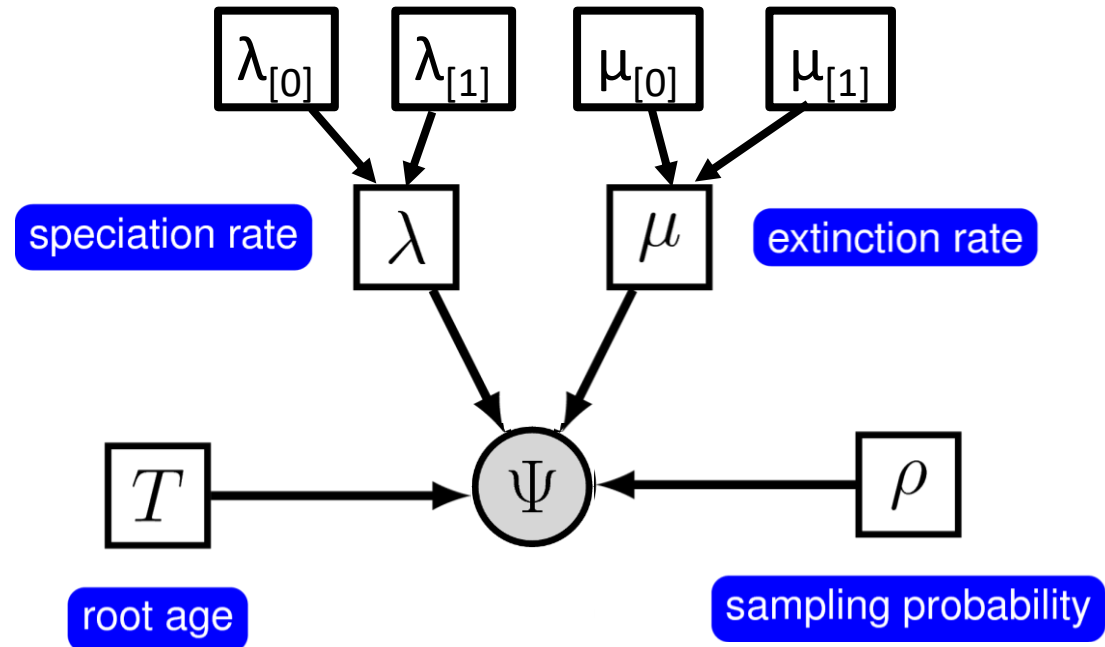 λ[0] λ[1] μ[0] μ[1]
speciation rate λ μ extinction rate
T Ψ ρ
root age sampling probability